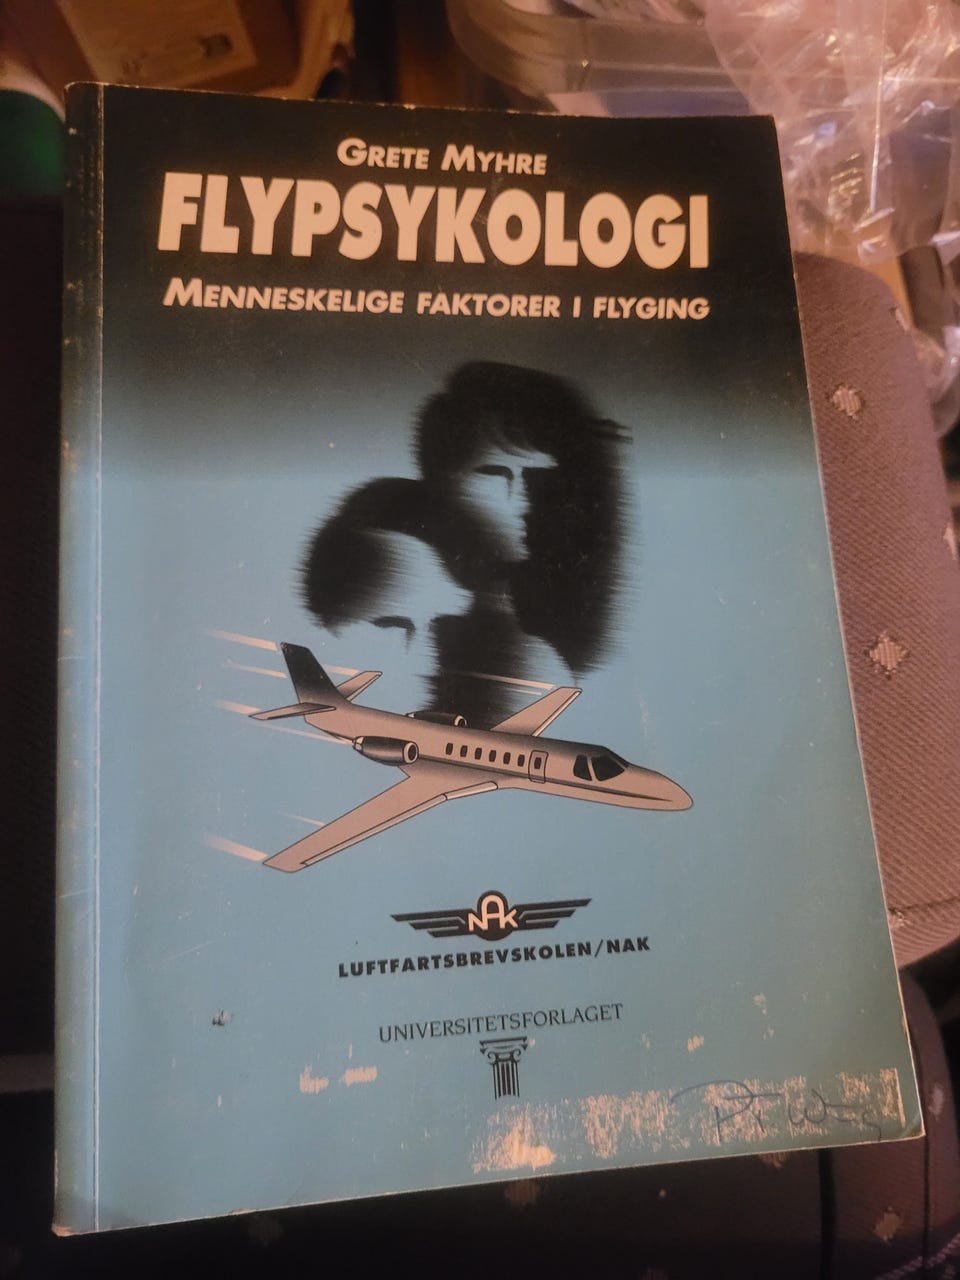 GRETE MYHRE
FLYPSYKOLOGI
MENNESKELIGE FAKTORER I FLYGING
NAK
LUFTFARTSBREVSKOLEN/NAK
UNIVERSITETSFORLAGET